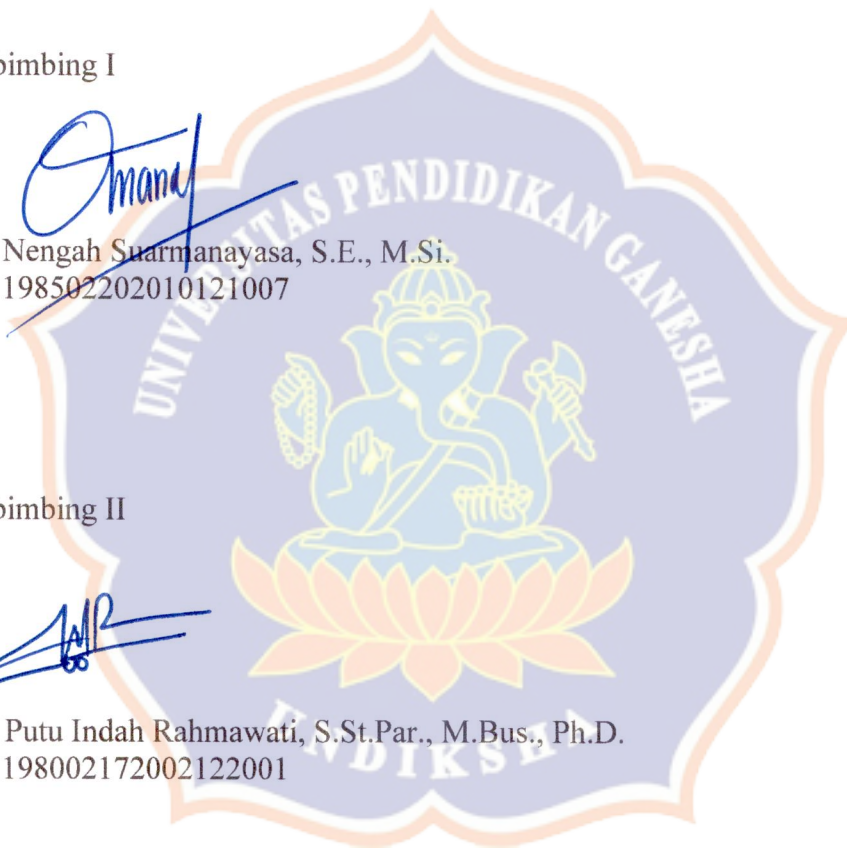 bimbing I
Nengah Suarmanayasa, S.E., M.Si.
198502202010121007
UNIVERSITAS PENDIDIKAN GANESHA
bimbing II
Putu Indah Rahmawati, S.St.Par., M.Bus., Ph.D.
198002172002122001
UNDIKSHA